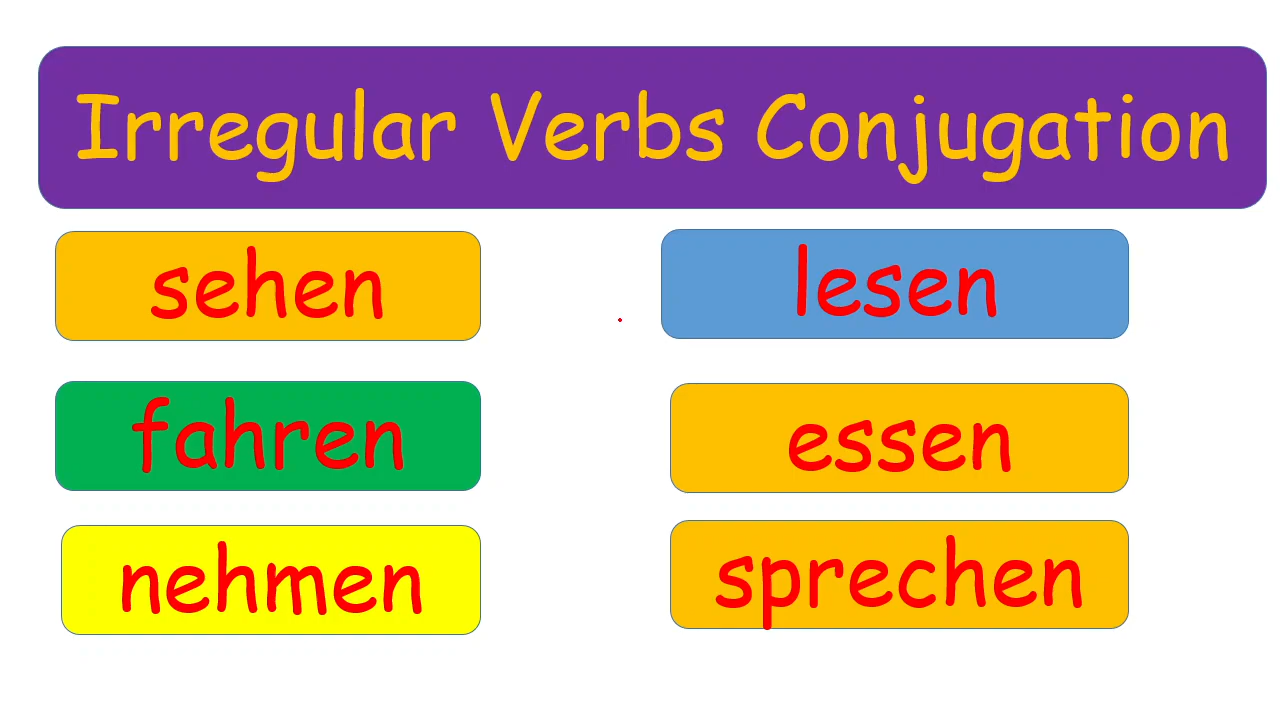 Irregular Verbs Conjugation
sehen
lesen
fahren
essen
nehmen
sprechen